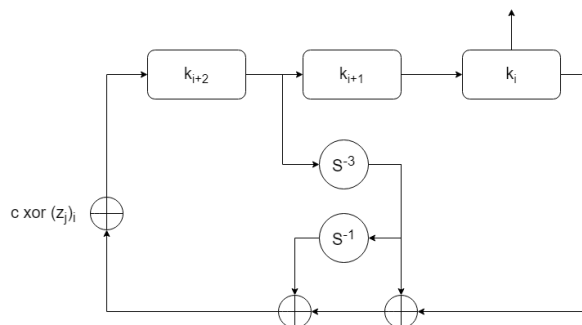 k_{i+2}
k_{i+1}
k_i
S^{-3}
c xor (z_j)_i
S^{-1}